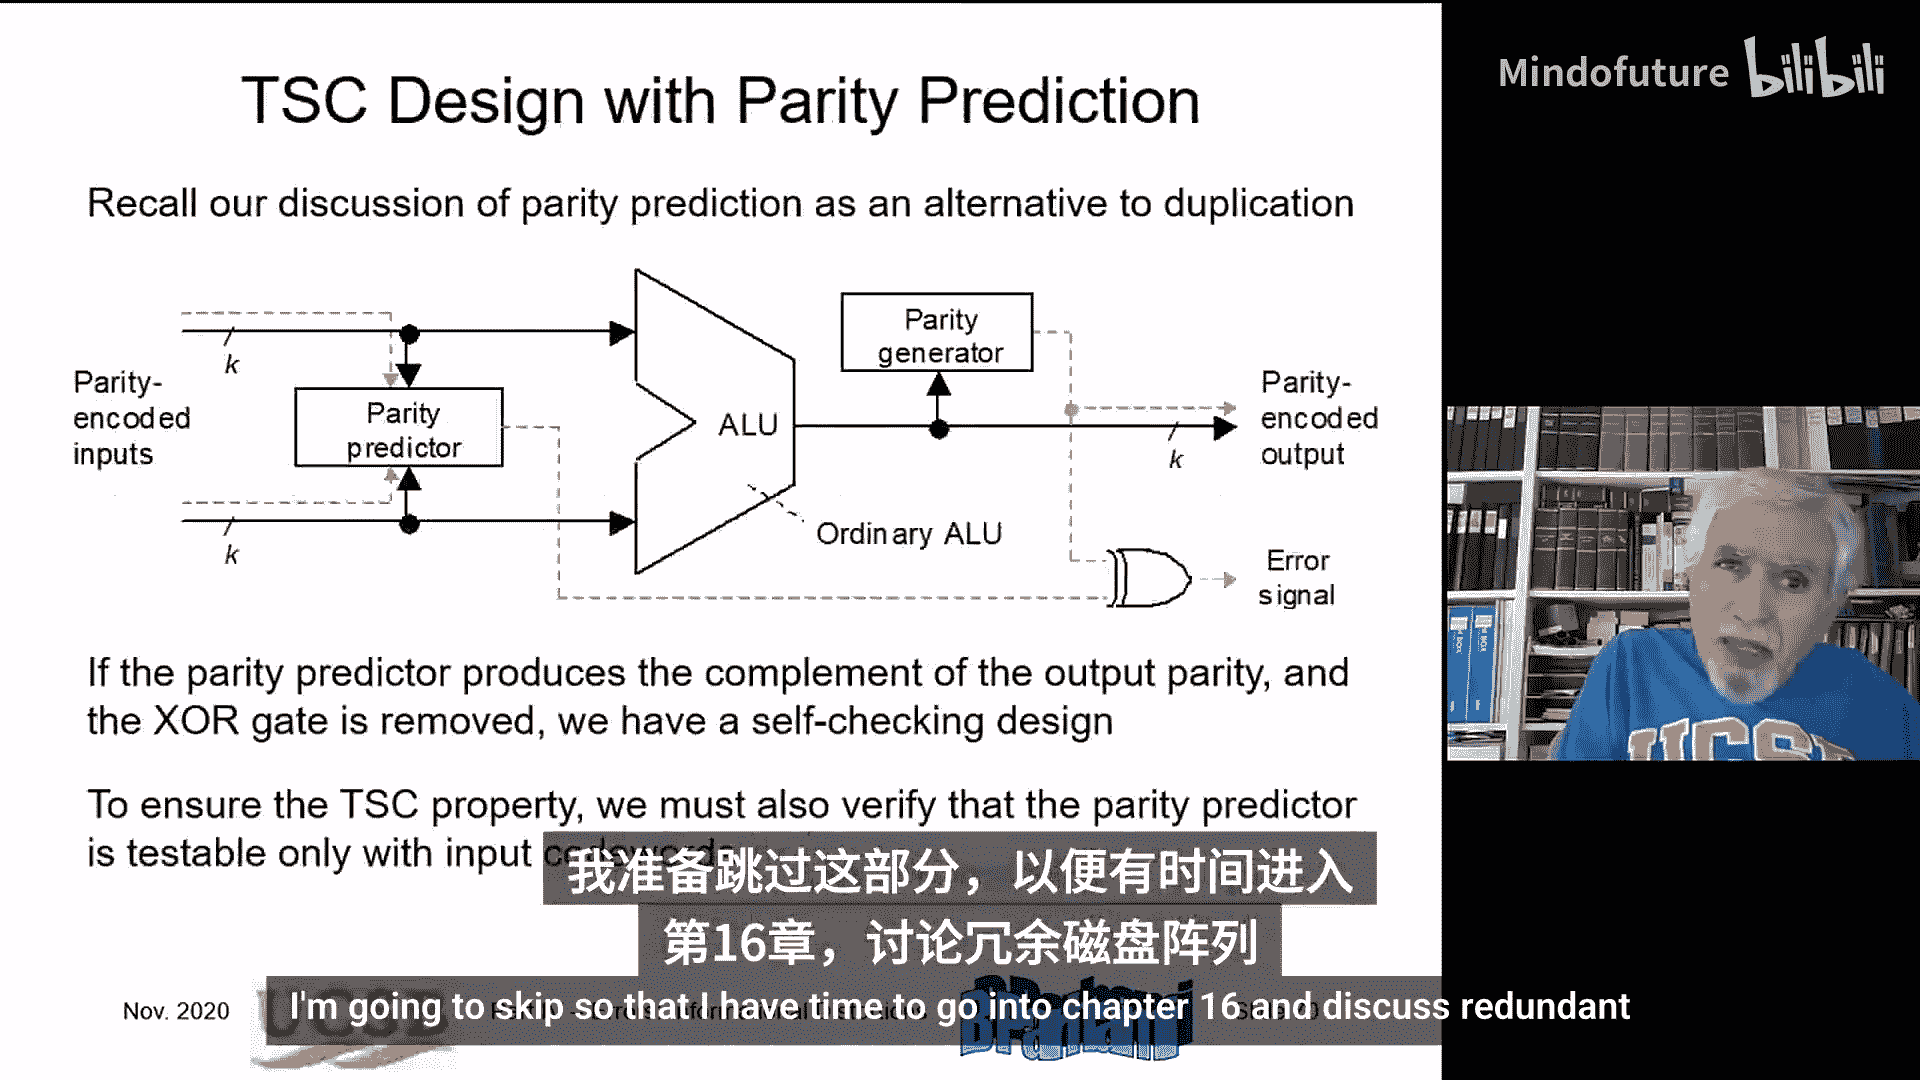 TSC Design with Parity Prediction
Mindofuture bilibili
Recall our discussion of parity prediction as an alternative to duplication
k
Parity-
encoded
inputs
Parity
predictor
k
ALU
Ordinary ALU
Parity
generator
k
Parity-
encoded
output
Error
signal
If the parity predictor produces the complement of the output parity, and
the XOR gate is removed, we have a self-checking design
To ensure the TSC property, we must also verify that the parity predictor
is testable only with input codewords
我准备跳过这部分，以便有时间进入
第16章，讨论冗余磁盘阵列
I'm going to skip so that I have time to go into chapter 16 and discuss redundant
Nov. 2020
UCSB
B. Parhami
UCSB